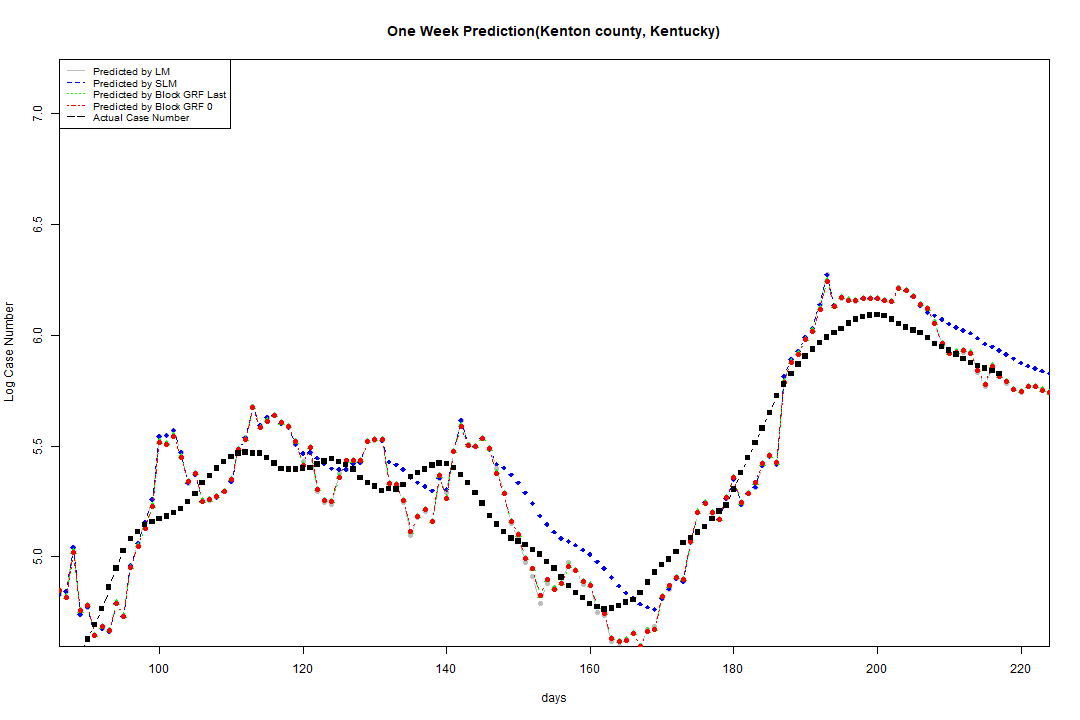 One Week Prediction(Kenton county, Kentucky)
Predicted by LM
Predicted by SLM
Predicted by Block GRF Last
Predicted by Block GRF 0
Actual Case Number
7.0
6.5
6.0
5.5
5.0
Log Case Number
100 120 140 160 180 200 220
days